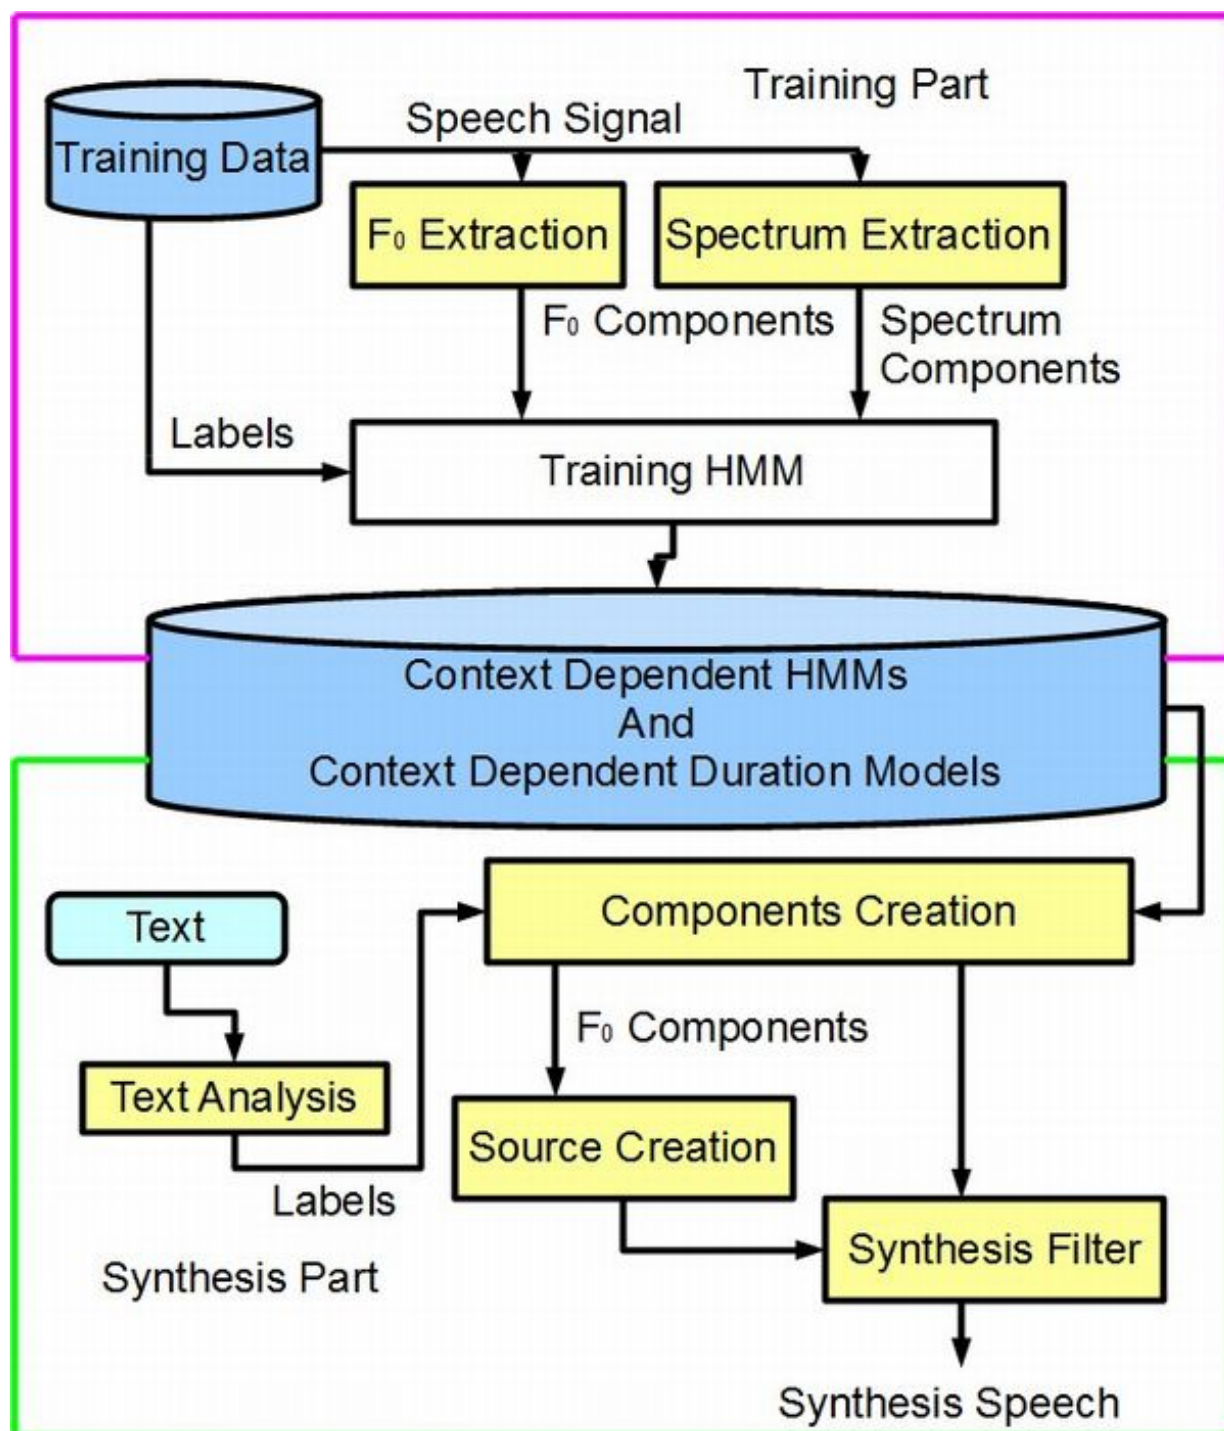 Training Part
Speech Signal
Training Data
F₀ Extraction
Spectrum Extraction
F₀ Components
Spectrum
Components
Labels
Training HMM
Context Dependent HMMs
And
Context Dependent Duration Models
Components Creation
Text
F₀ Components
Text Analysis
Source Creation
Labels
Synthesis Filter
Synthesis Part
Synthesis Speech